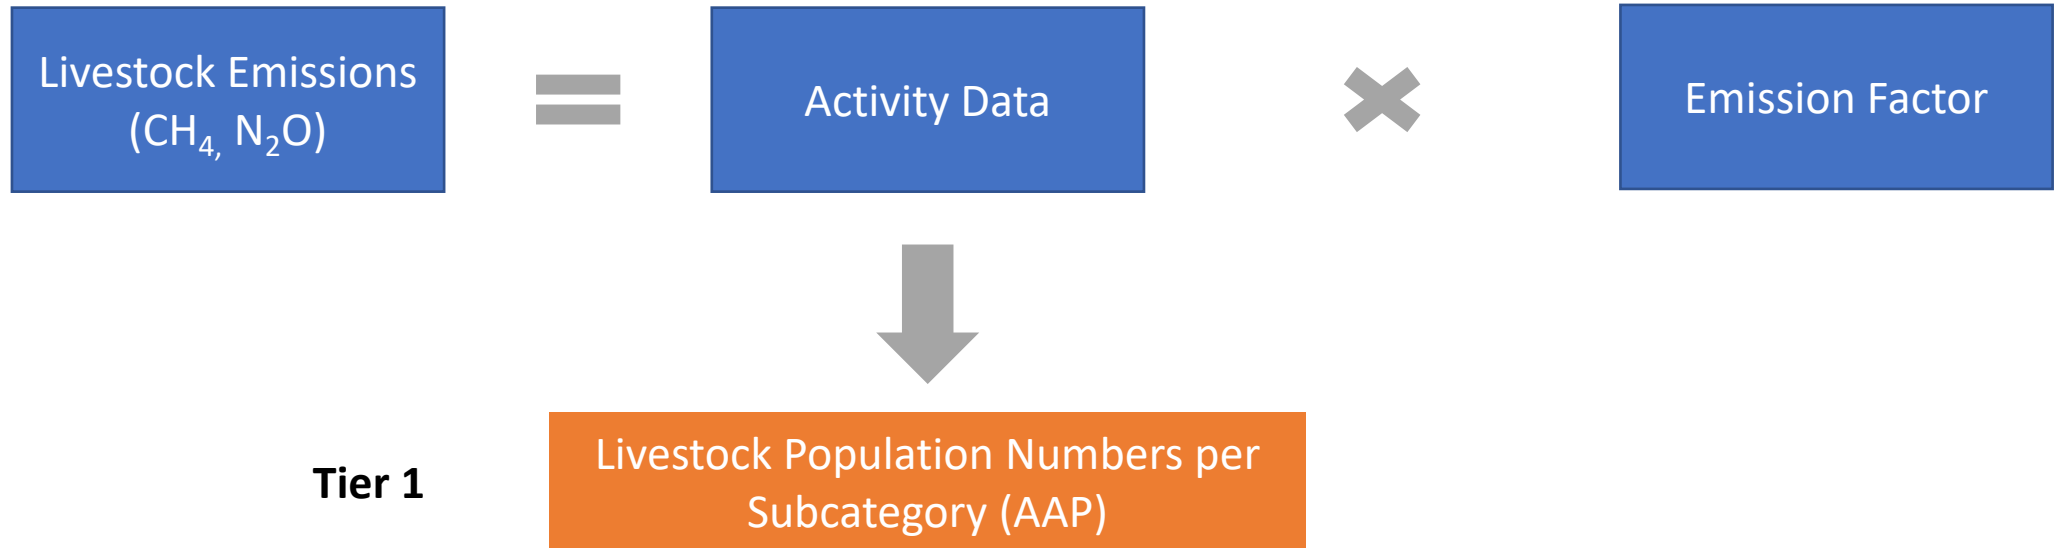 Livestock Emissions
(CH₄, N₂O)
Activity Data
Emission Factor
Tier 1
Livestock Population Numbers per
Subcategory (AAP)